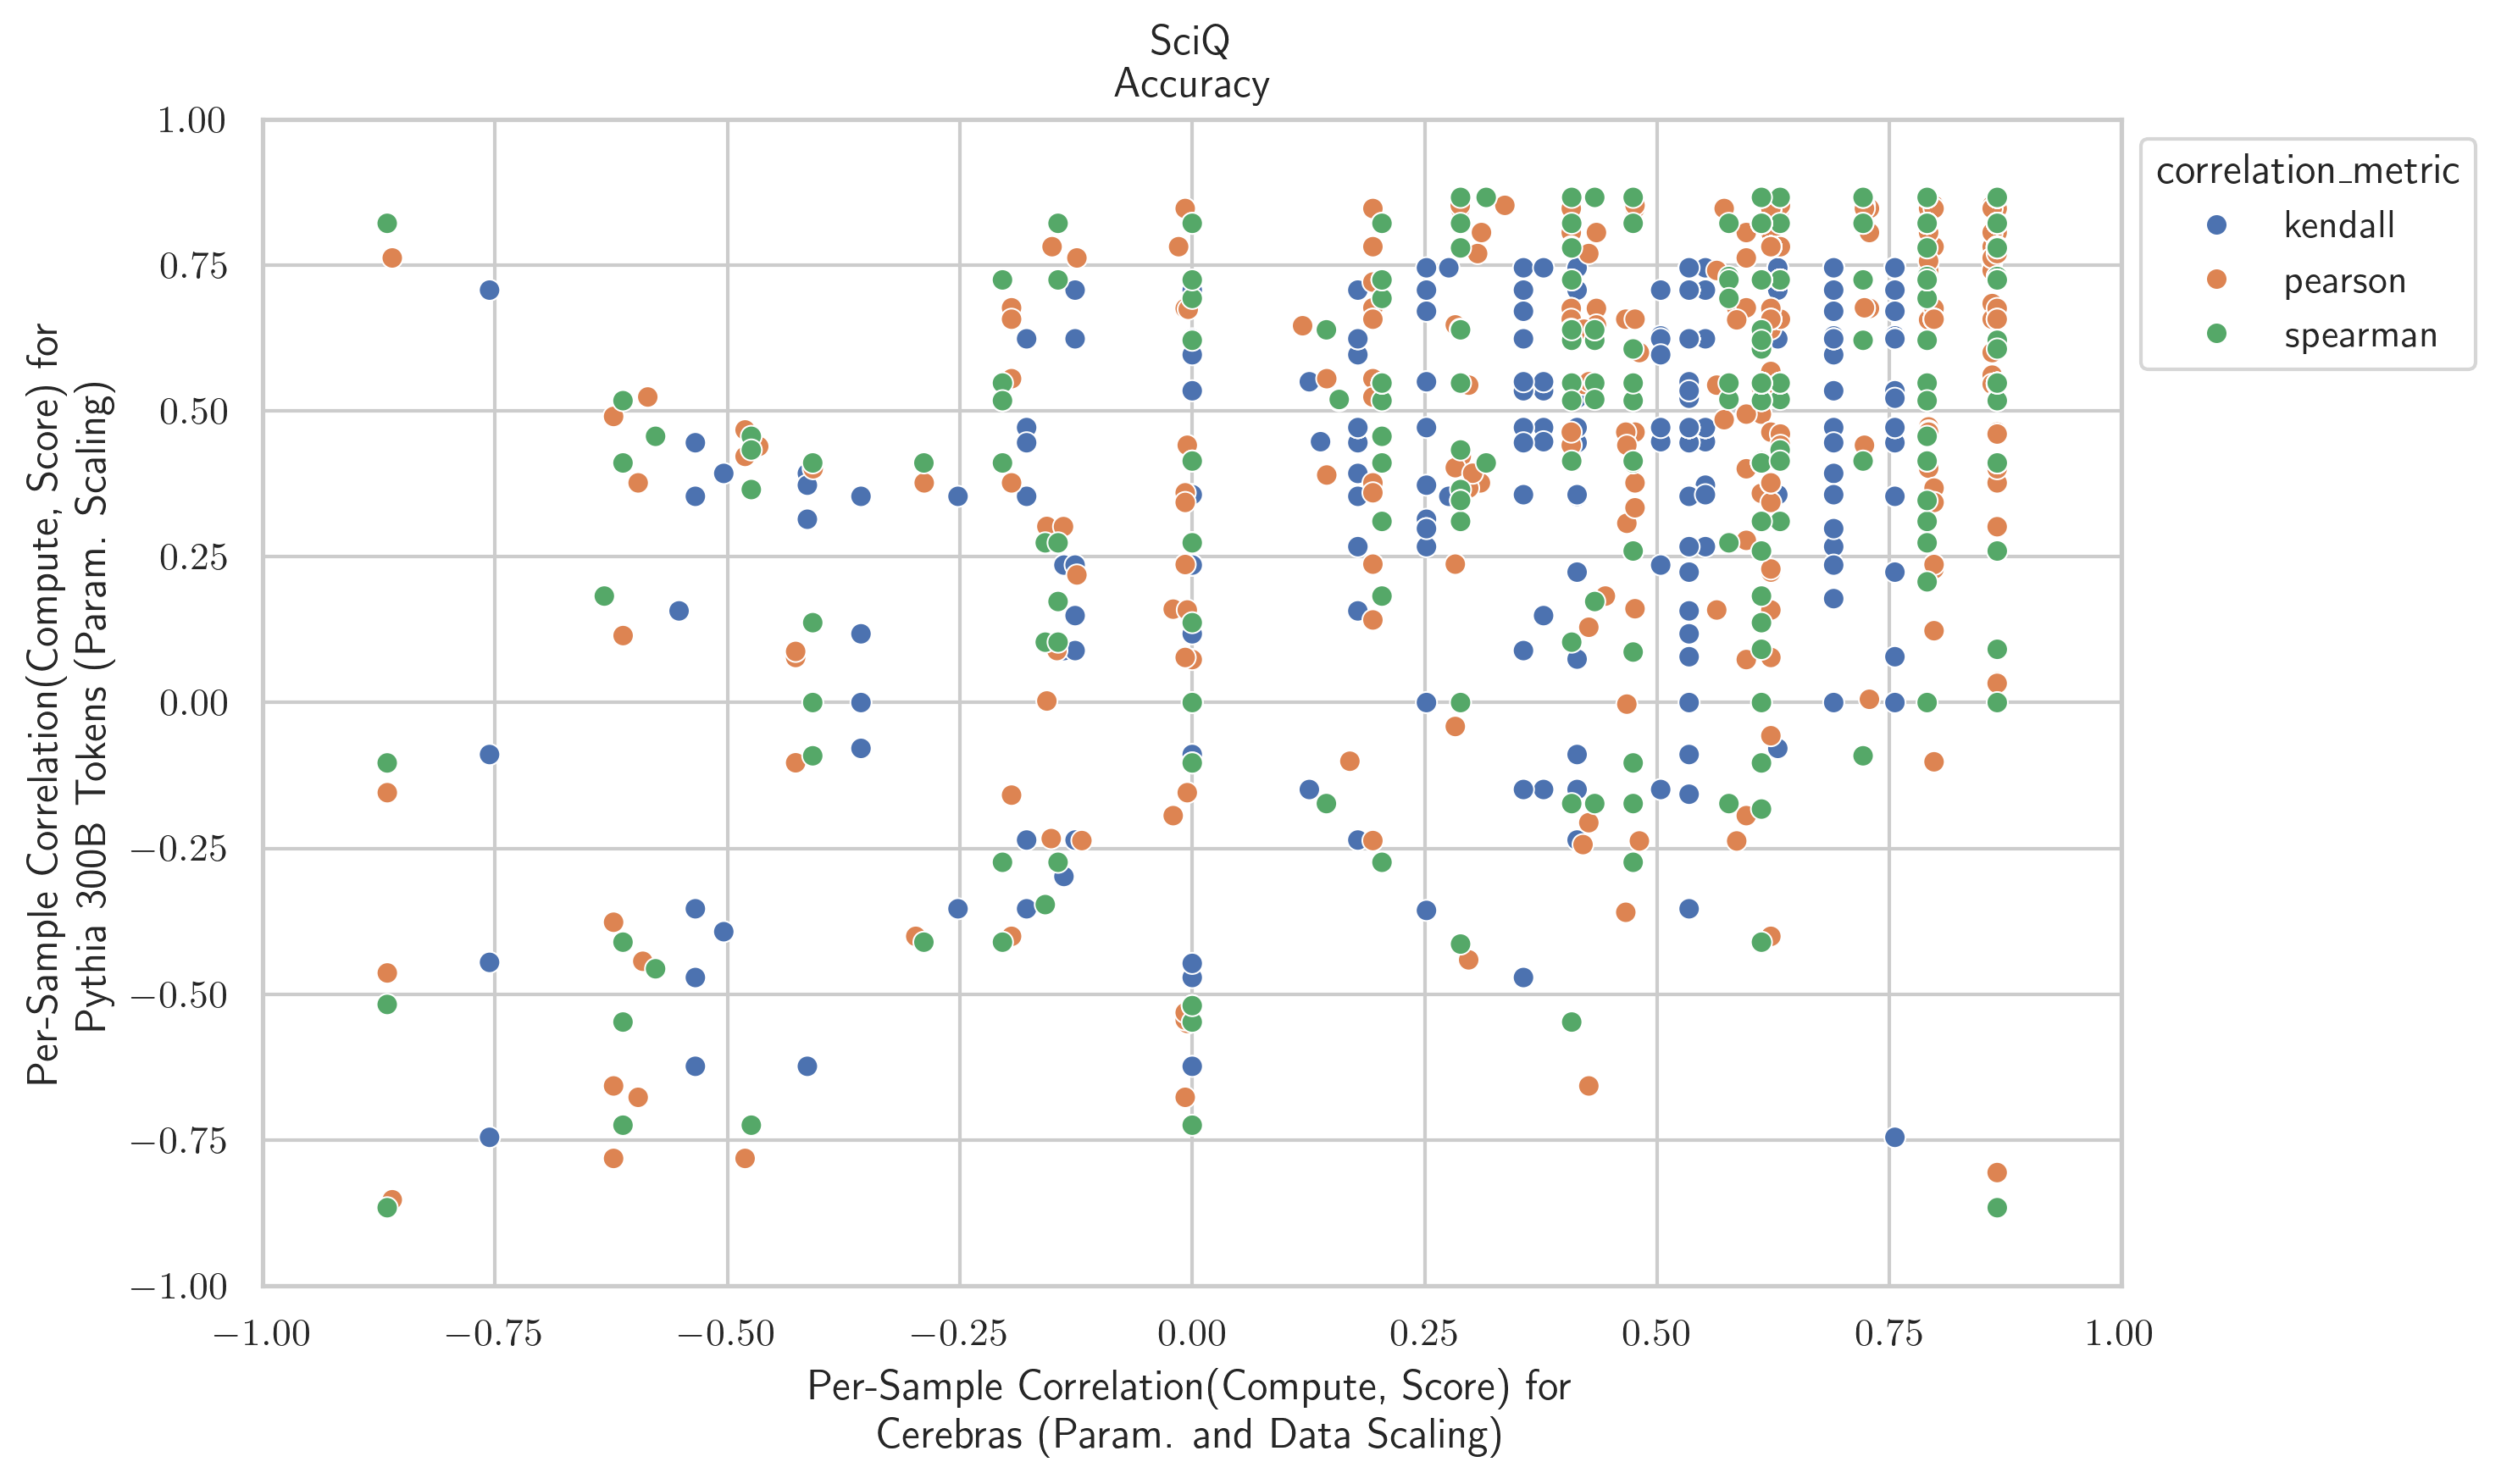 SciQ
Accuracy
Per-Sample Correlation(Compute, Score) for
Pythia 300B Tokens (Param. Scaling)
1.00
0.75
0.50
0.25
0.00
−0.25
−0.50
−0.75
−1.00
−1.00 −0.75 −0.50 −0.25 0.00 0.25 0.50 0.75 1.00
Per-Sample Correlation(Compute, Score) for
Cerebras (Param. and Data Scaling)
correlation_metric
kendall
pearson
spearman